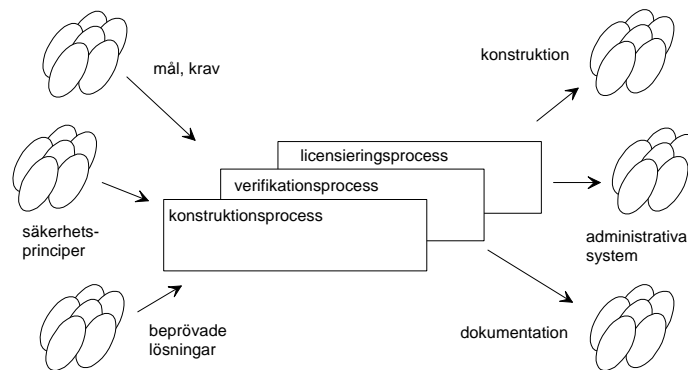 mål, krav
konstruktion
licensieringsprocess
verifikationsprocess
konstruktionsprocess
säkerhets-
principer
administrativa
system
beprövade
lösningar
dokumentation